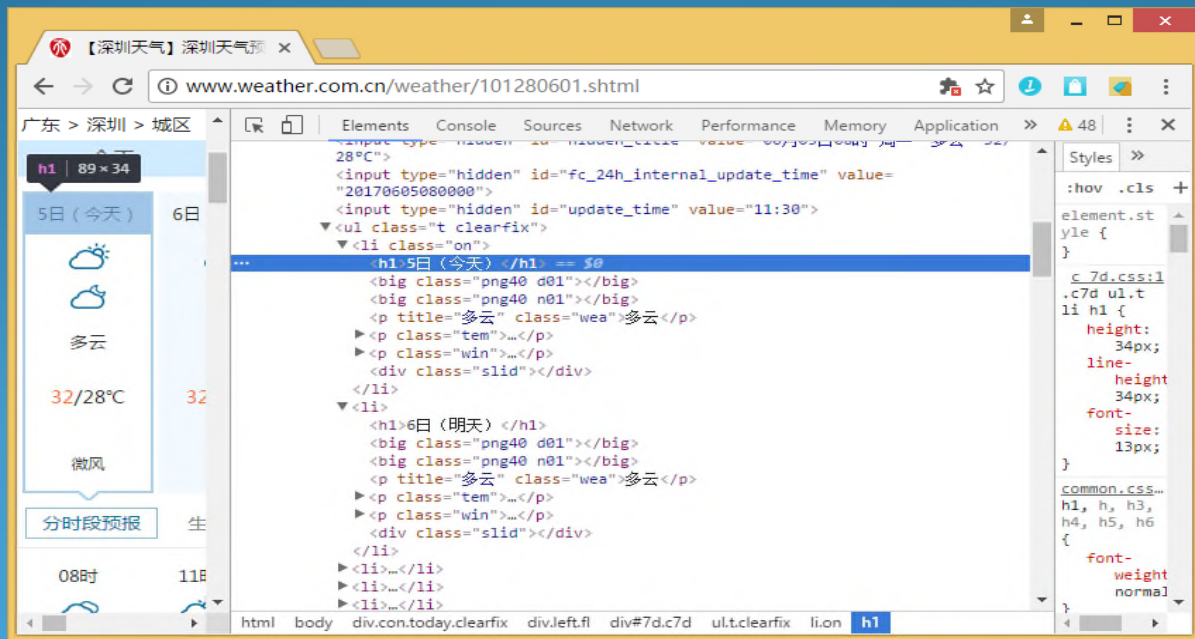 【深圳天气】深圳天气预
www.weather.com.cn/weather/101280601.shtml
广东 > 深圳 > 城区
h1 89×34
5日（今天）
6日
多云
32/28℃
32
微风
分时段预报
生
08时
11时
Elements Console Sources Network Performance Memory Application » 48
28°C">
<input type="hidden" id="fc_24h_internal_update_time" value=
"20170605080000">
<input type="hidden" id="update_time" value="11:30">
▼<ul class="t clearfix">
▼<li class="on">
… <h1>5日（今天）</h1> == $0
<big class="png40 d01"></big>
<big class="png40 n01"></big>
<p title="多云" class="wea">多云</p>
▶<p class="tem">…</p>
▶<p class="win">…</p>
<div class="slid"></div>
</li>
▼<li>
<h1>6日（明天）</h1>
<big class="png40 d01"></big>
<big class="png40 n01"></big>
<p title="多云" class="wea">多云</p>
▶<p class="tem">…</p>
▶<p class="win">…</p>
<div class="slid"></div>
</li>
▶<li>…</li>
▶<li>…</li>
▶<li>…</li>
html body div.con.today.clearfix div.left.fl div#7d.c7d ul.t.clearfix li.on h1
Styles »
:hov .cls +
element.st
yle {
}
c_7d.css:1
.c7d ul.t
li h1 {
height:
34px;
line-
height
34px;
font-
size:
13px;
}
common.css…
h1, h, h3,
h4, h5, h6
{
font-
weight
normal
}